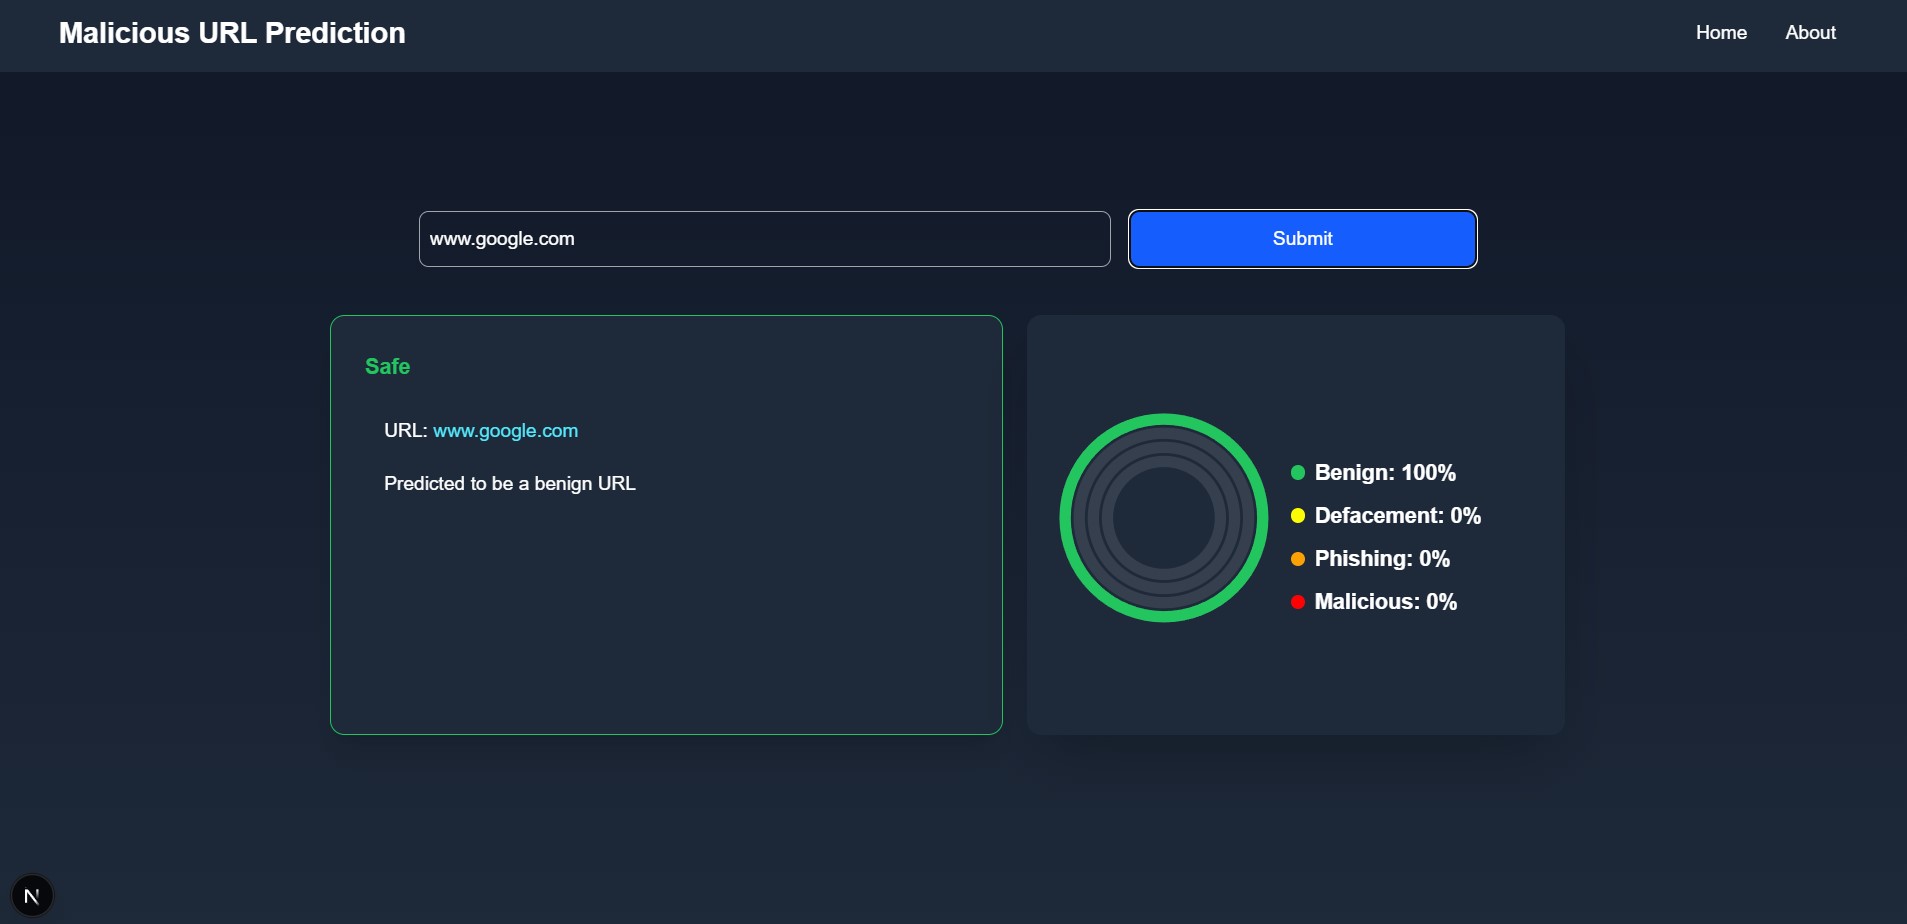 Malicious URL Prediction
Home
About
www.google.com
Submit
Safe
URL: www.google.com
Predicted to be a benign URL
Benign: 100%
Defacement: 0%
Phishing: 0%
Malicious: 0%
N